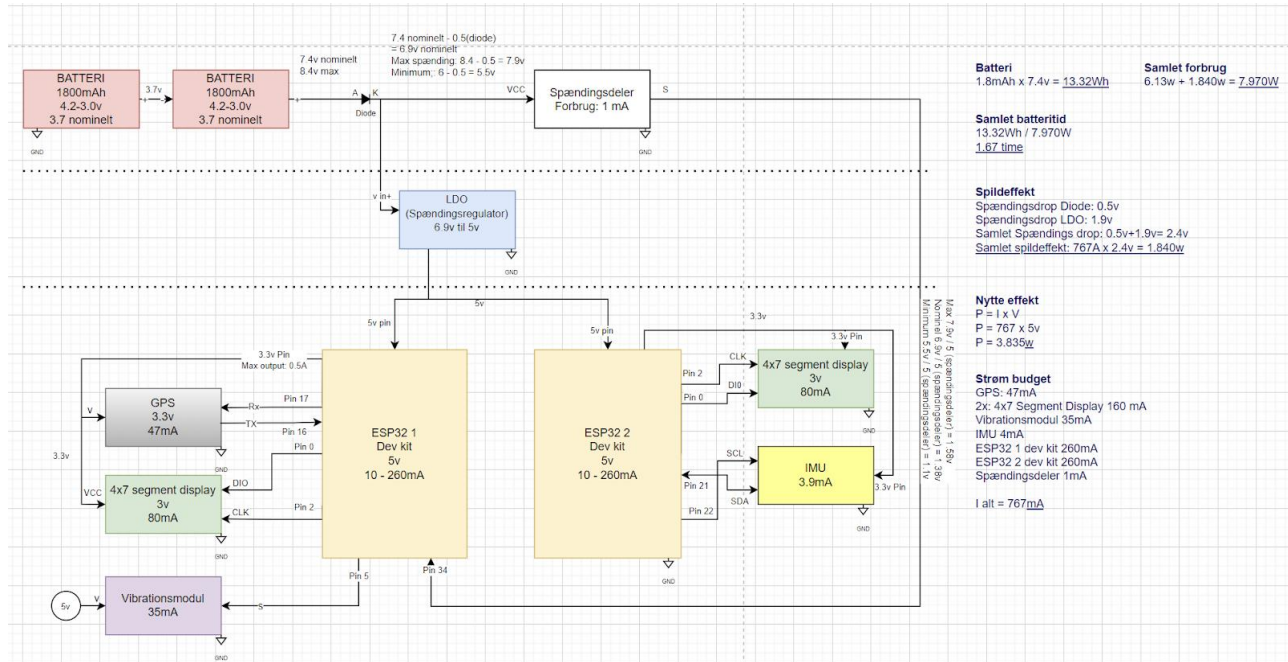 7.4 nominelt - 0.5(diode)
= 6.9v nominelt
Max spænding: 8.4 - 0.5 = 7.9v
Minimum;: 6 - 0.5 = 5.5v
7.4v nominelt
8.4v max
BATTERI
1800mAh
4.2-3.0v
3.7 nominelt
GND
3.7v
+
-
BATTERI
1800mAh
4.2-3.0v
3.7 nominelt
+
GND
A
K
Diode
VCC
Spændingsdeler
Forbrug: 1 mA
S
GND
v in+
LDO
(Spændingsregulator)
6.9v til 5v
GND
5v
5v pin
5v pin
3.3v Pin
Max output: 0.5A
V
GPS
3.3v
47mA
GND
Rx
Pin 17
TX
Pin 16
3.3v
VCC
4x7 segment display
3v
80mA
GND
Pin 0
DIO
Pin 2
CLK
ESP32 1
Dev kit
5v
10 - 260mA
Pin 5
S
Pin 34
5v
V
Vibrationsmodul
35mA
GND
ESP32 2
Dev kit
5v
10 - 260mA
GND
3.3v
3.3v Pin
CLK
Pin 2
DI0
Pin 0
4x7 segment display
3v
80mA
GND
SCL
Pin 21
SDA
Pin 22
IMU
3.9mA
3.3v Pin
GND
Max 7.9v / 5 (spændingsdeler) = 1.58v
Nominel 6.9v / 5 (spændingsdeler) = 1.38v
Minimum 5.5v / 5 (spændingsdeler) = 1.1v
Batteri
1.8mAh x 7.4v = 13.32Wh
Samlet forbrug
6.13w + 1.840w = 7.970W
Samlet batteritid
13.32Wh / 7.970W
1.67 time
Spildeffekt
Spændingsdrop Diode: 0.5v
Spændingsdrop LDO: 1.9v
Samlet Spændings drop: 0.5v+1.9v= 2.4v
Samlet spildeffekt: 767A x 2.4v = 1.840w
Nytte effekt
P = I x V
P = 767 x 5v
P = 3.835w
Strøm budget
GPS: 47mA
2x: 4x7 Segment Display 160 mA
Vibrationsmodul 35mA
IMU 4mA
ESP32 1 dev kit 260mA
ESP32 2 dev kit 260mA
Spændingsdeler 1mA
I alt = 767mA